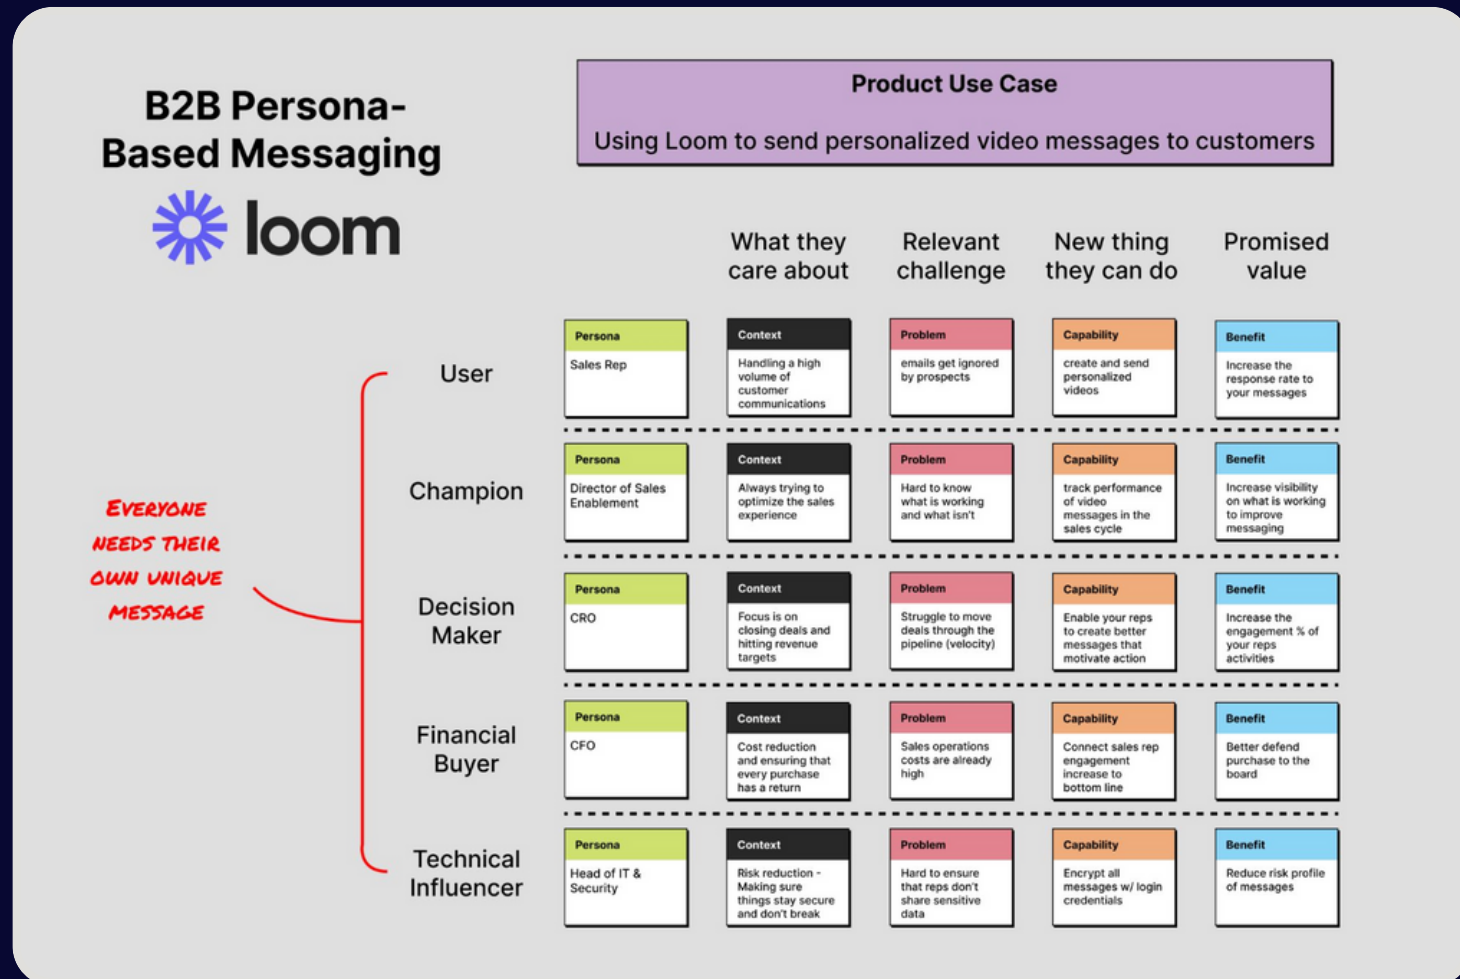 B2B Persona-
Based Messaging
loom
Product Use Case
Using Loom to send personalized video messages to customers
What they
care about
Relevant
challenge
New thing
they can do
Promised
value
EVERYONE
NEEDS THEIR
OWN UNIQUE
MESSAGE
User
Persona
Sales Rep
Context
Handling a high
volume of
customer
communications
Problem
emails get ignored
by prospects
Capability
create and send
personalized
videos
Benefit
Increase the
response rate to
your messages
Champion
Persona
Director of Sales
Enablement
Context
Always trying to
optimize the sales
experience
Problem
Hard to know
what is working
and what isn't
Capability
track performance
of video
messages in the
sales cycle
Benefit
Increase visibility
on what is working
to improve
messaging
Decision
Maker
Persona
CRO
Context
Focus is on
closing deals and
hitting revenue
targets
Problem
Struggle to move
deals through the
pipeline (velocity)
Capability
Enable your reps
to create better
messages that
motivate action
Benefit
Increase the
engagement % of
your reps
activities
Financial
Buyer
Persona
CFO
Context
Cost reduction
and ensuring that
every purchase
has a return
Problem
Sales operations
costs are already
high
Capability
Connect sales rep
engagement
increase to
bottom line
Benefit
Better defend
purchase to the
board
Technical
Influencer
Persona
Head of IT &
Security
Context
Risk reduction -
Making sure
things stay secure
and don't break
Problem
Hard to ensure
that reps don't
share sensitive
data
Capability
Encrypt all
messages w/ login
credentials
Benefit
Reduce risk profile
of messages